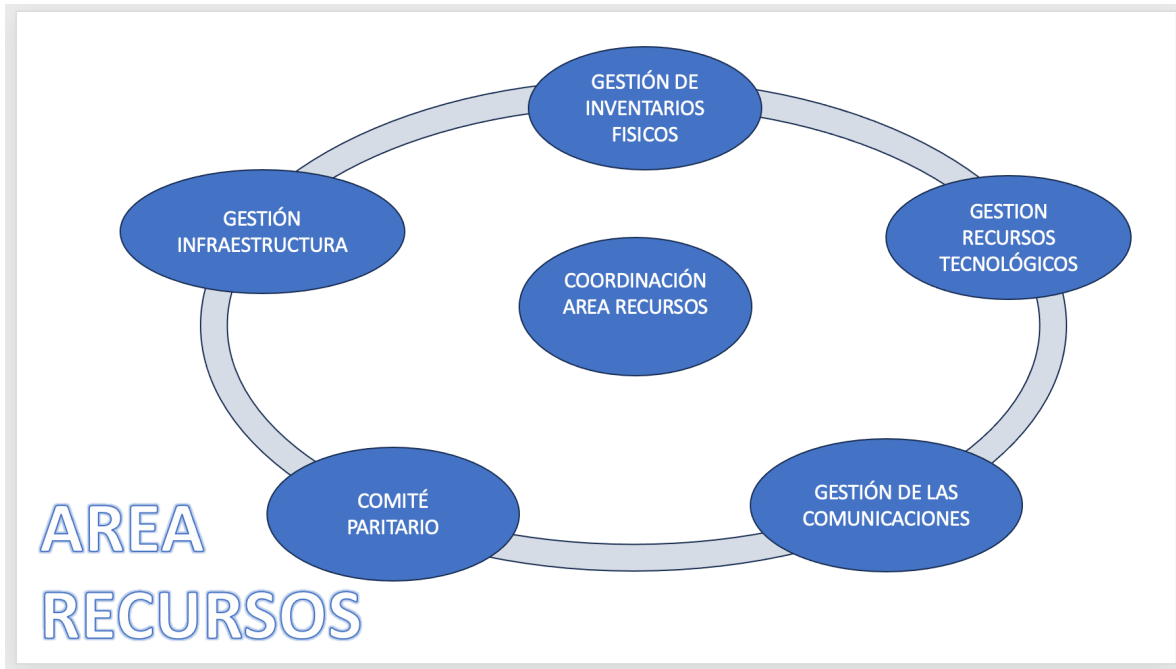 GESTIÓN DE
INVENTARIOS
FISICOS
GESTIÓN
INFRAESTRUCTURA
GESTION
RECURSOS
TECNOLÓGICOS
COORDINACIÓN
AREA RECURSOS
COMITÉ
PARITARIO
GESTIÓN DE LAS
COMUNICACIONES
AREA
RECURSOS